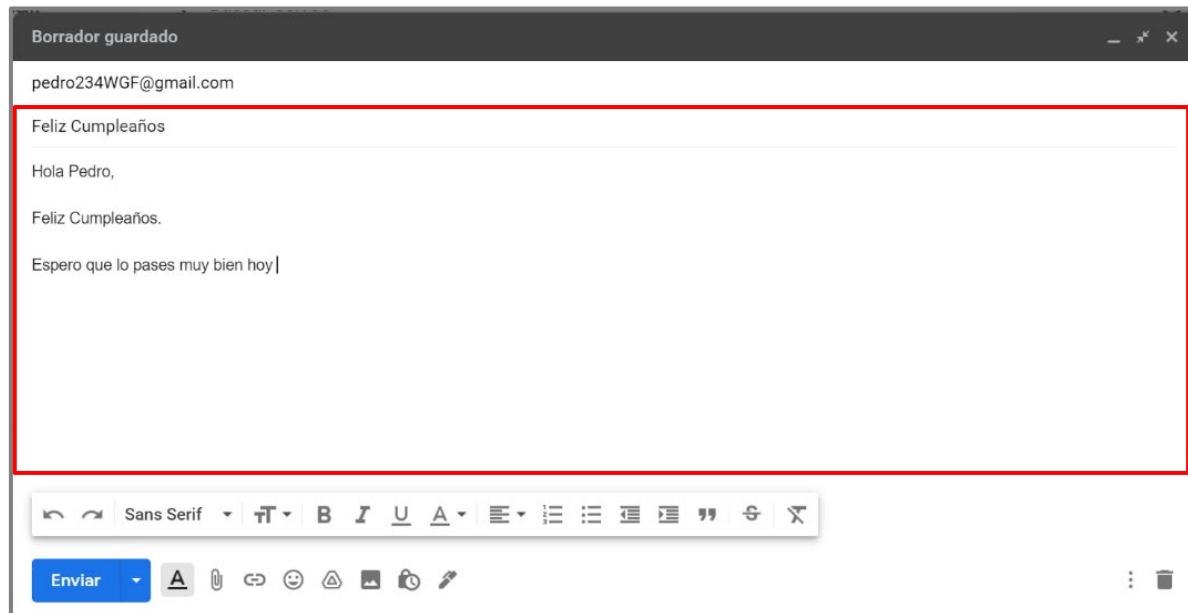 Borrador guardado
pedro234WGF@gmail.com
Feliz Cumpleaños
Hola Pedro,
Feliz Cumpleaños.
Espero que lo pases muy bien hoy
Sans Serif
Enviar